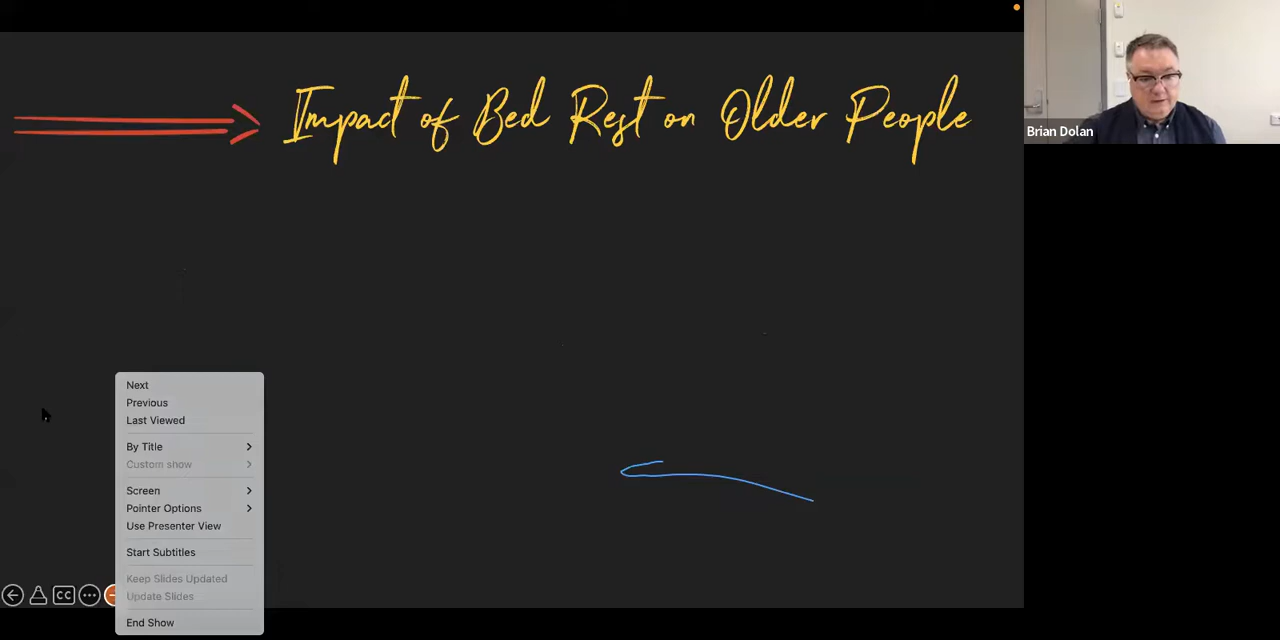 Impact of Bed Rest on Older People
Brian Dolan
Next
Previous
Last Viewed
By Title
Custom show
Screen
Pointer Options
Use Presenter View
Start Subtitles
Keep Slides Updated
Update Slides
End Show
CC